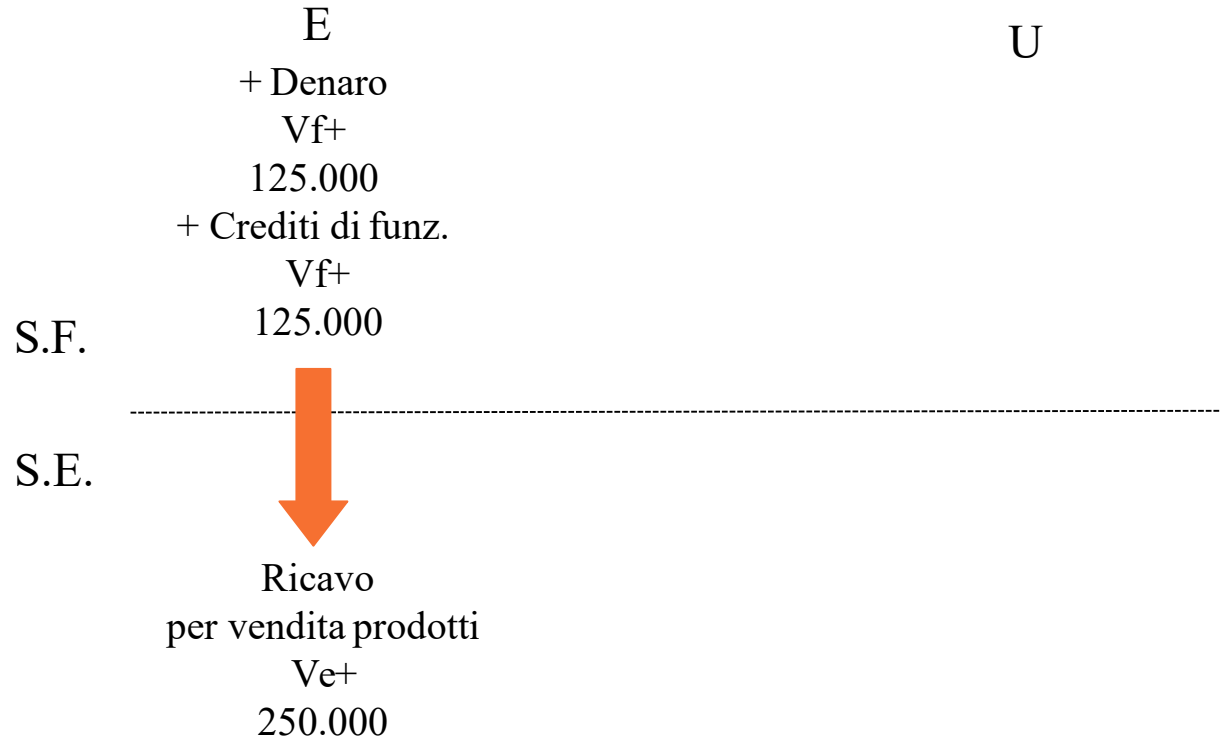 E
U
+ Denaro
Vf+
125.000
+ Crediti di funz.
Vf+
125.000
S.F.
S.E.
Ricavo
per vendita prodotti
Ve+
250.000